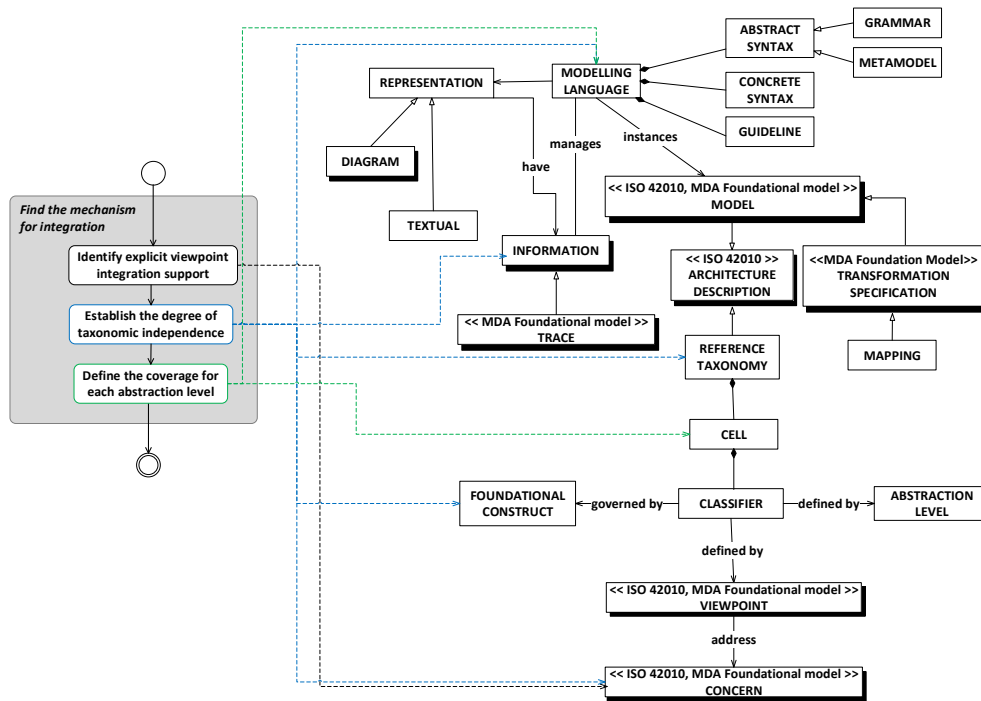 Find the mechanism
for integration
Identify explicit viewpoint
integration support
Establish the degree of
taxonomic independence
Define the coverage for
each abstraction level
REPRESENTATION
MODELLING
LANGUAGE
ABSTRACT
SYNTAX
GRAMMAR
METAMODEL
CONCRETE
SYNTAX
GUIDELINE
manages
instances
DIAGRAM
have
TEXTUAL
<< ISO 42010, MDA Foundational model >>
MODEL
INFORMATION
<< ISO 42010 >>
ARCHITECTURE
DESCRIPTION
<<MDA Foundation Model>>
TRANSFORMATION
SPECIFICATION
<< MDA Foundational model >>
TRACE
REFERENCE
TAXONOMY
MAPPING
CELL
FOUNDATIONAL
CONSTRUCT
governed by
CLASSIFIER
defined by
ABSTRACTION
LEVEL
defined by
<< ISO 42010, MDA Foundational model >>
VIEWPOINT
address
<< ISO 42010, MDA Foundational model >>
CONCERN